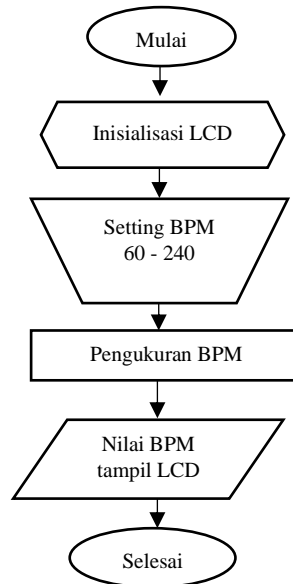 Mulai
Inisialisasi LCD
Setting BPM
60 - 240
Pengukuran BPM
Nilai BPM
tampil LCD
Selesai